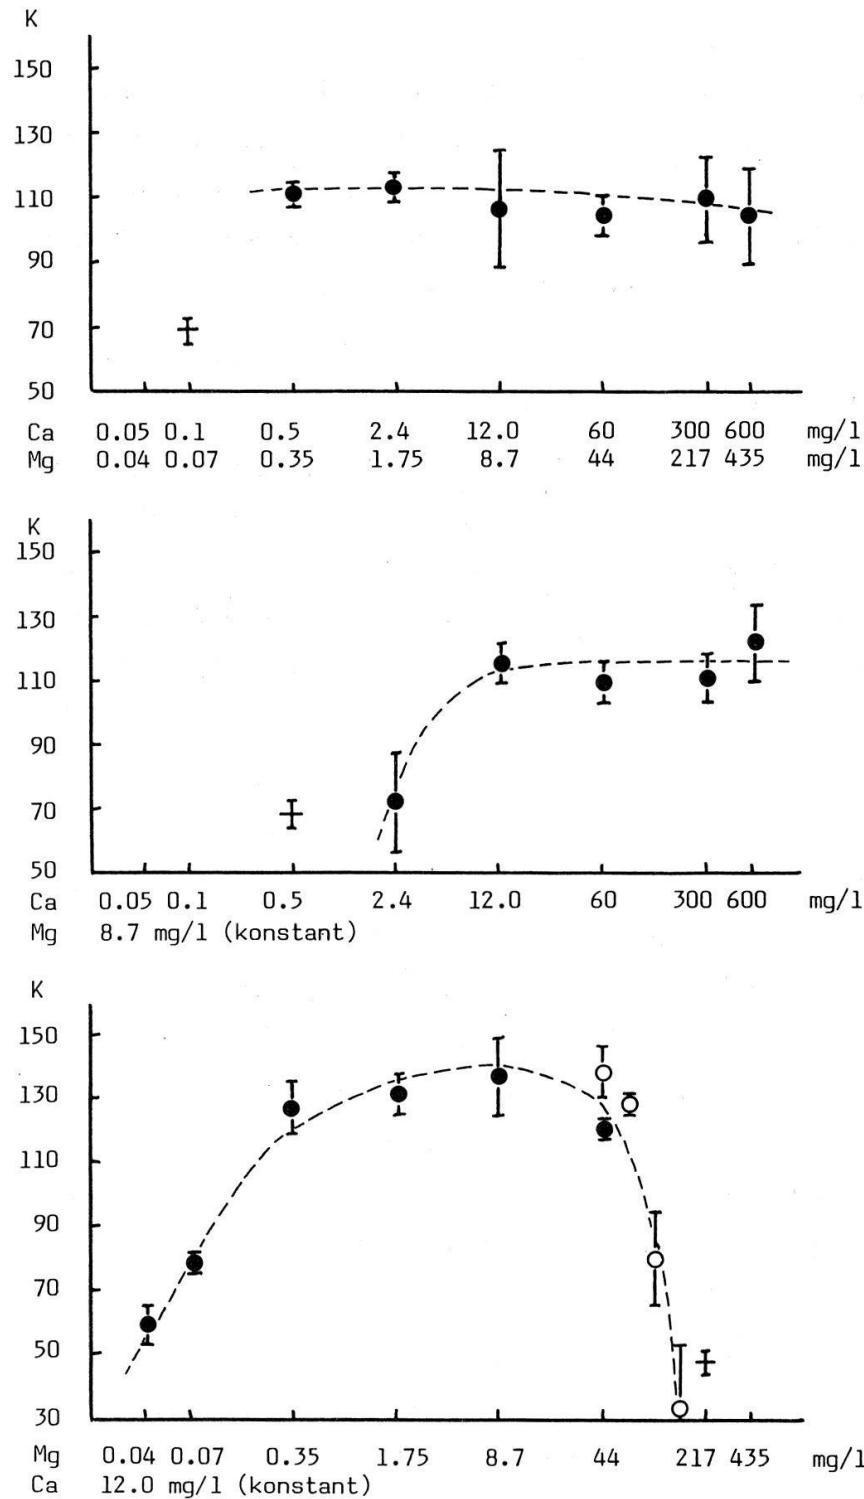 K
150
130
110
90
70
50
Ca 0.05 0.1 0.5 2.4 12.0 60 300 600 mg/l
Mg 0.04 0.07 0.35 1.75 8.7 44 217 435 mg/l
K
150
130
110
90
70
50
Ca 0.05 0.1 0.5 2.4 12.0 60 300 600 mg/l
Mg 8.7 mg/l (konstant)
K
150
130
110
90
70
50
30
Mg 0.04 0.07 0.35 1.75 8.7 44 217 435 mg/l
Ca 12.0 mg/l (konstant)